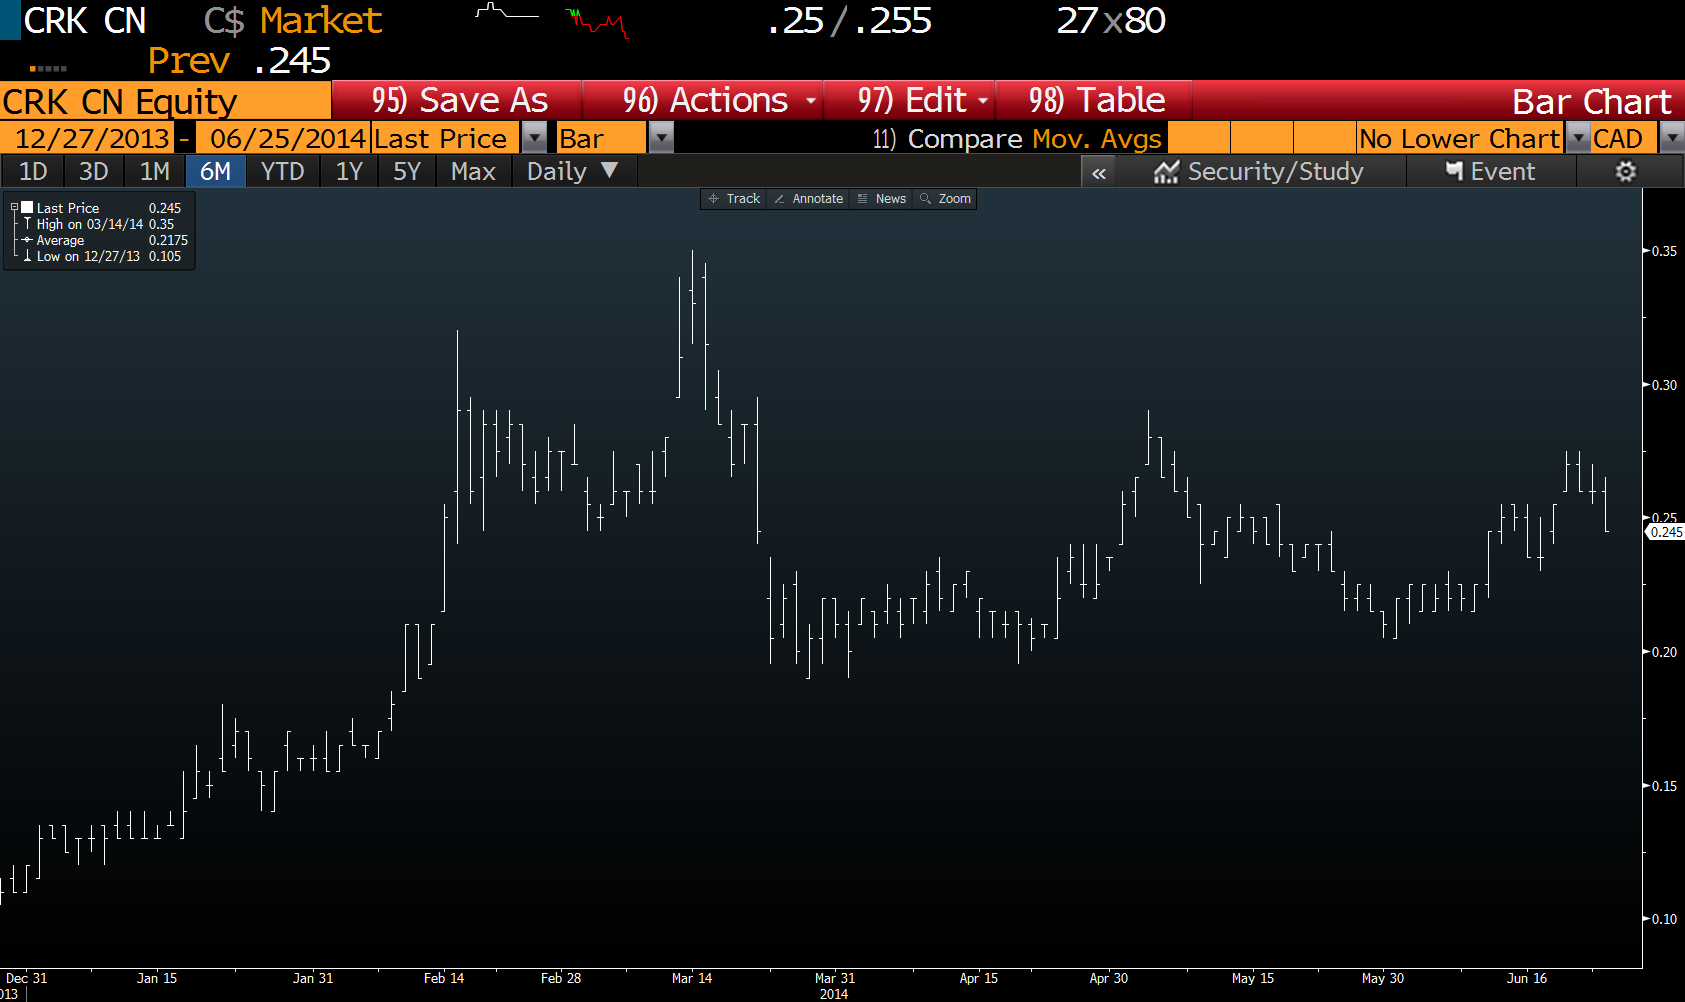 CRK CN C$ Market .25/.255 27x80
Prev .245
CRK CN Equity 95) Save As 96) Actions 97) Edit 98) Table Bar Chart
12/27/2013 - 06/25/2014 Last Price Bar 11) Compare Mov. Avgs No Lower Chart CAD
1D 3D 1M 6M YTD 1Y 5Y Max Daily ▼ « Security/Study Event
Track Annotate News Zoom
Last Price 0.245
High on 03/14/14 0.35
Average 0.2175
Low on 12/27/13 0.105
0.35
0.30
0.25
0.245
0.20
0.15
0.10
Dec 31 Jan 15 Jan 31 Feb 14 Feb 28 Mar 14 Mar 31 Apr 15 Apr 30 May 15 May 30 Jun 16
013 2014